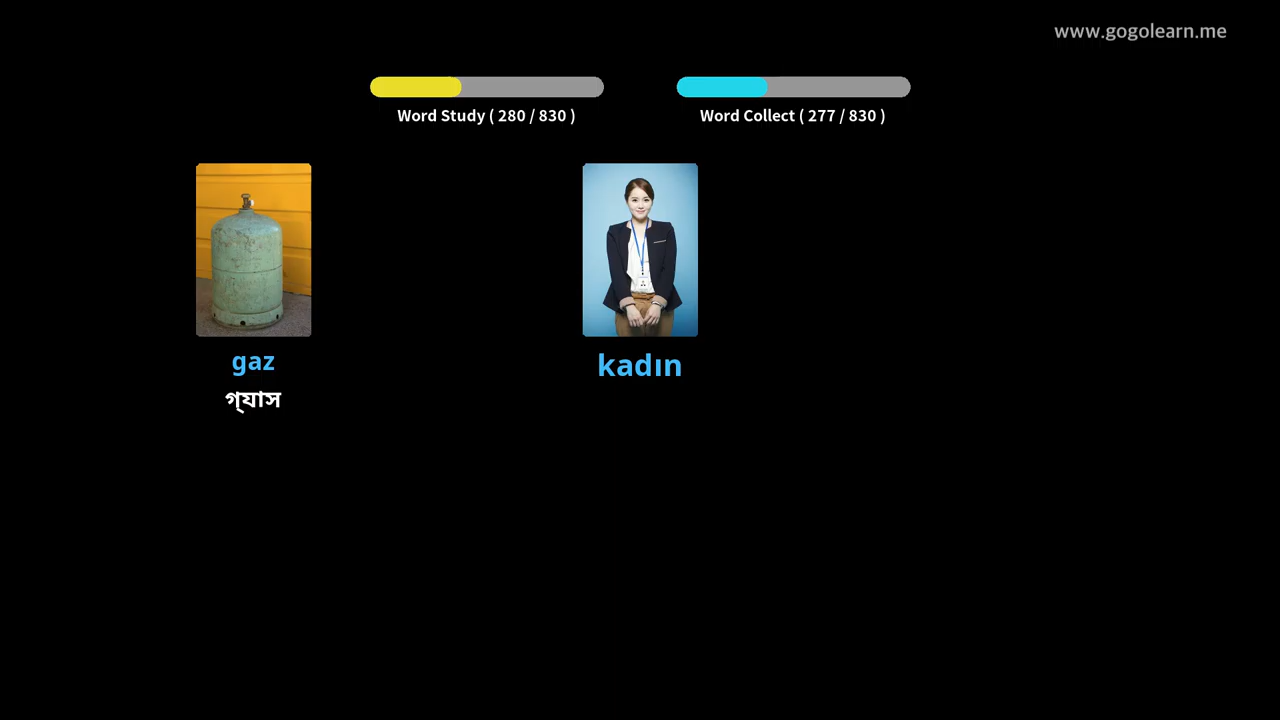 www.gogolearn.me
Word Study ( 280 / 830 )
Word Collect ( 277 / 830 )
gaz
গ্যাস
kadın